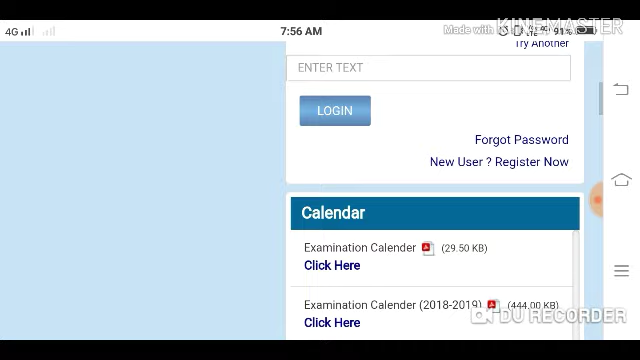 4G 7:56 AM 91%
Made with KINEMASTER
Try Another
ENTER TEXT
LOGIN
Forgot Password
New User ? Register Now
Calendar
Examination Calender (29.50 KB)
Click Here
Examination Calender (2018-2019) (444.00 KB)
Click Here
DU RECORDER